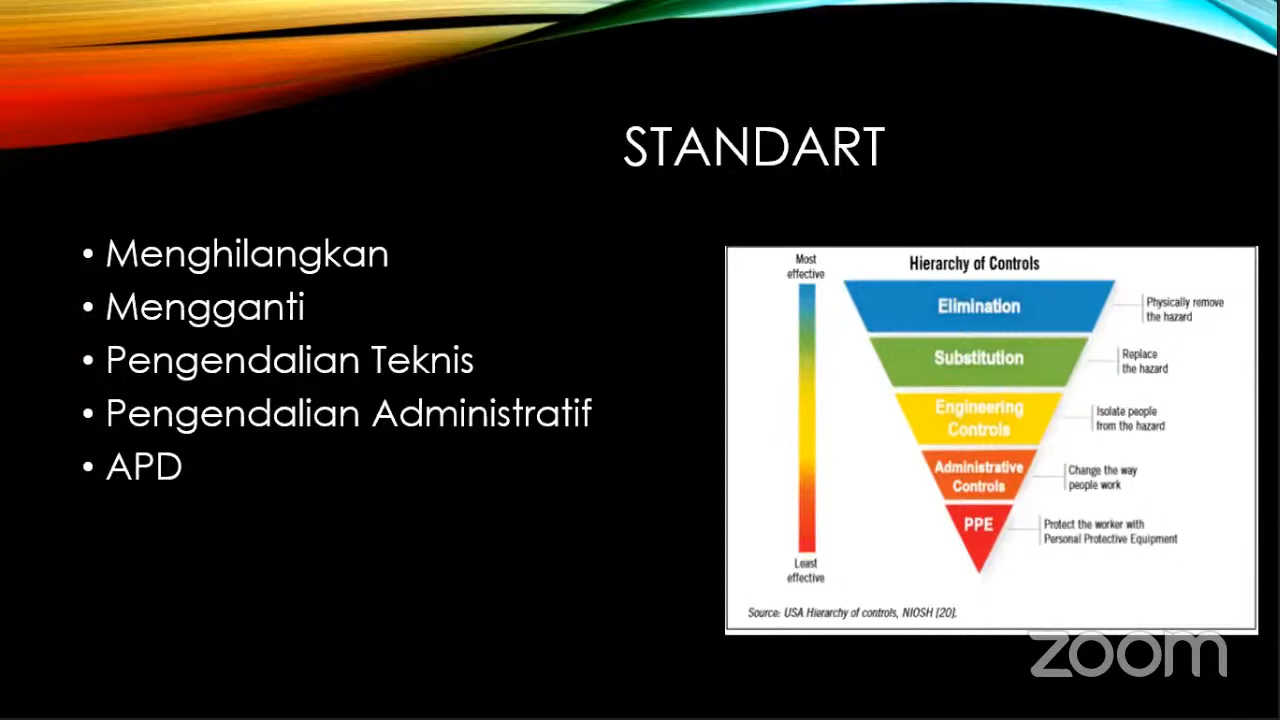 STANDART
• Menghilangkan
• Mengganti
• Pengendalian Teknis
• Pengendalian Administratif
• APD
Hierarchy of Controls
Most
effective
Elimination
Physically remove
the hazard
Substitution
Replace
the hazard
Engineering
Controls
Isolate people
from the hazard
Administrative
Controls
Change the way
people work
PPE
Protect the worker with
Personal Protective Equipment
Least
effective
Source: USA Hierarchy of controls, NIOSH [20].
zoom